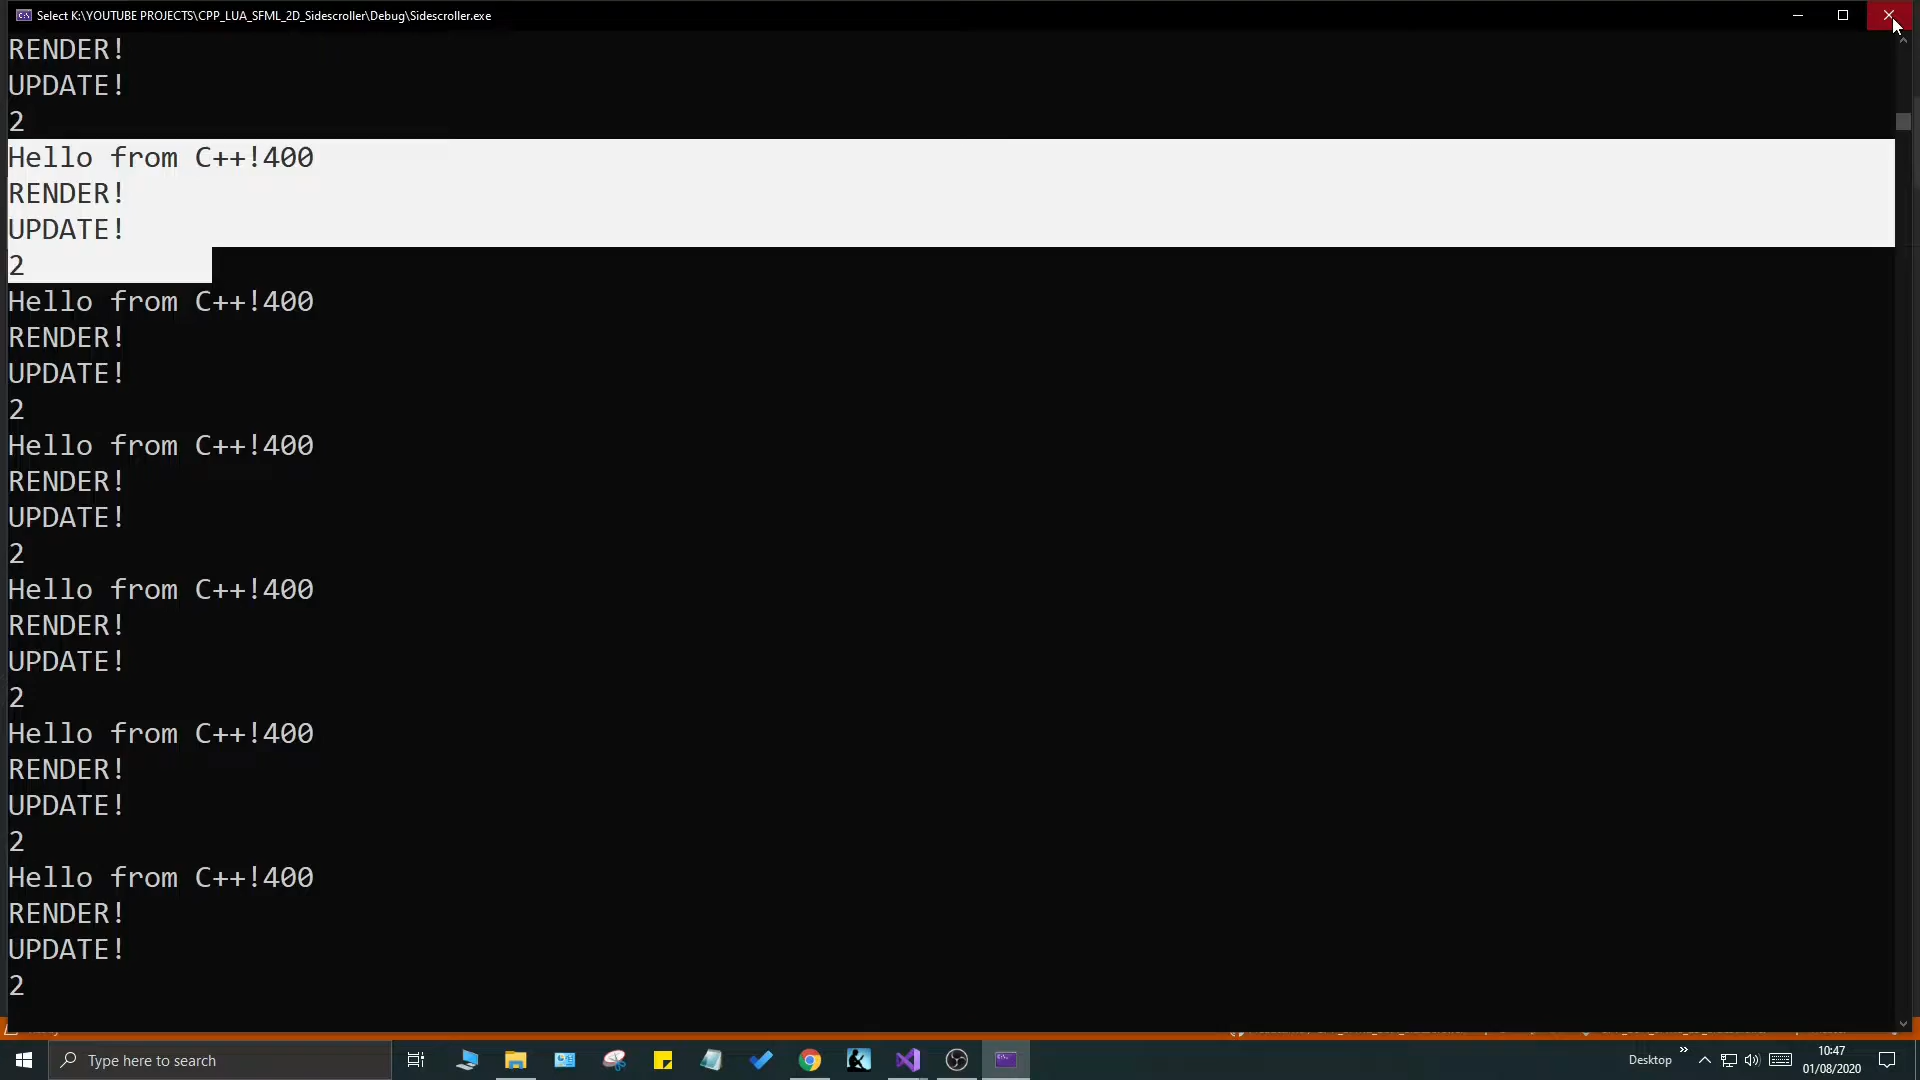 Select K:\YOUTUBE PROJECTS\CPP_LUA_SFML_2D_Sidescroller\Debug\Sidescroller.exe
RENDER!
UPDATE!
2
Hello from C++!400
RENDER!
UPDATE!
2
Hello from C++!400
RENDER!
UPDATE!
2
Hello from C++!400
RENDER!
UPDATE!
2
Hello from C++!400
RENDER!
UPDATE!
2
Hello from C++!400
RENDER!
UPDATE!
2
Hello from C++!400
RENDER!
UPDATE!
2
Type here to search
Desktop
10:47
01/08/2020